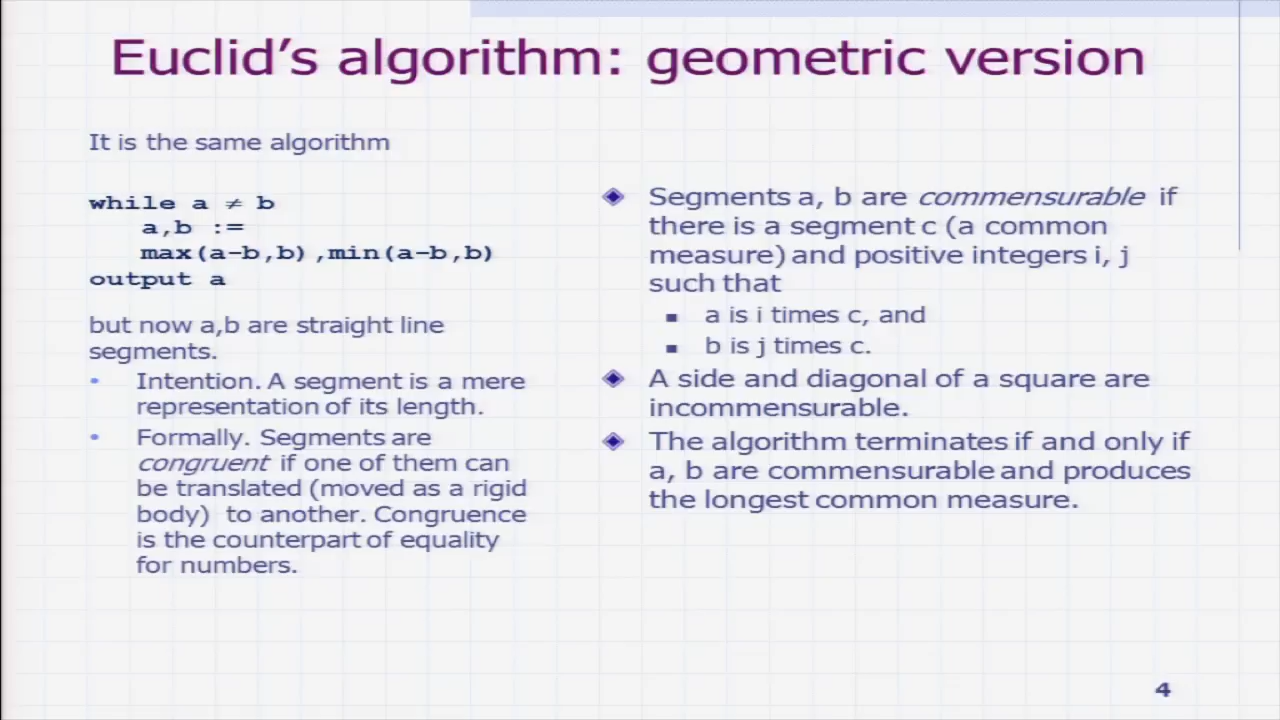 Euclid's algorithm: geometric version
It is the same algorithm
while a ≠ b
a,b :=
max(a-b,b),min(a-b,b)
output a
but now a,b are straight line
segments.
• Intention. A segment is a mere
representation of its length.
• Formally. Segments are
congruent if one of them can
be translated (moved as a rigid
body) to another. Congruence
is the counterpart of equality
for numbers.
Segments a, b are commensurable if
there is a segment c (a common
measure) and positive integers i, j
such that
a is i times c, and
b is j times c.
A side and diagonal of a square are
incommensurable.
The algorithm terminates if and only if
a, b are commensurable and produces
the longest common measure.
4